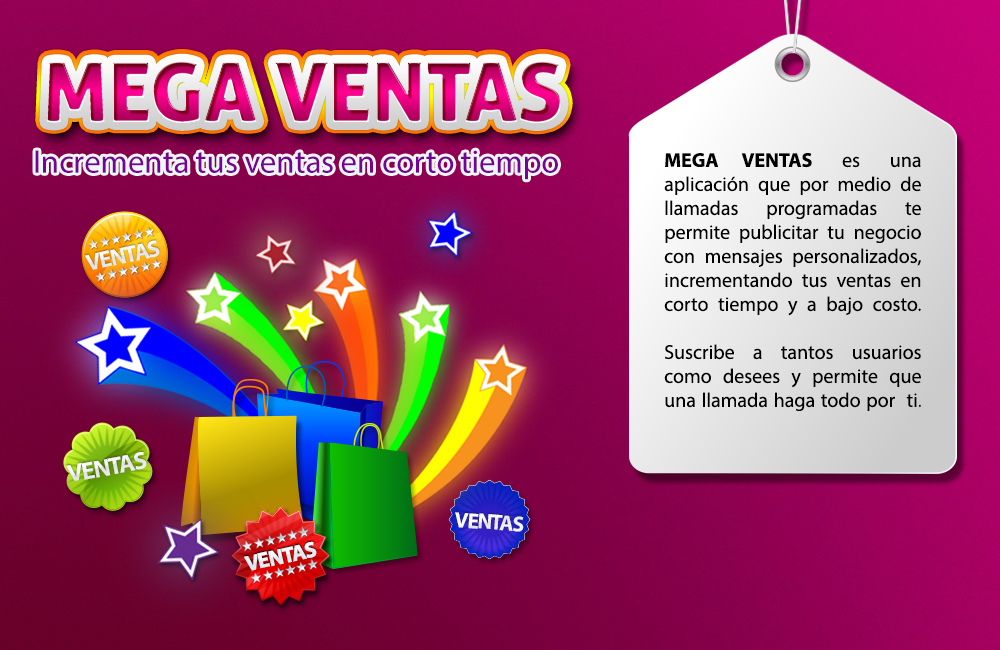 MEGA VENTAS
Incrementa tus ventas en corto tiempo
VENTAS
VENTAS
VENTAS
VENTAS
MEGA VENTAS es una
aplicación que por medio de
llamadas programadas te
permite publicitar tu negocio
con mensajes personalizados,
incrementando tus ventas en
corto tiempo y a bajo costo.
Suscribe a tantos usuarios
como desees y permite que
una llamada haga todo por ti.